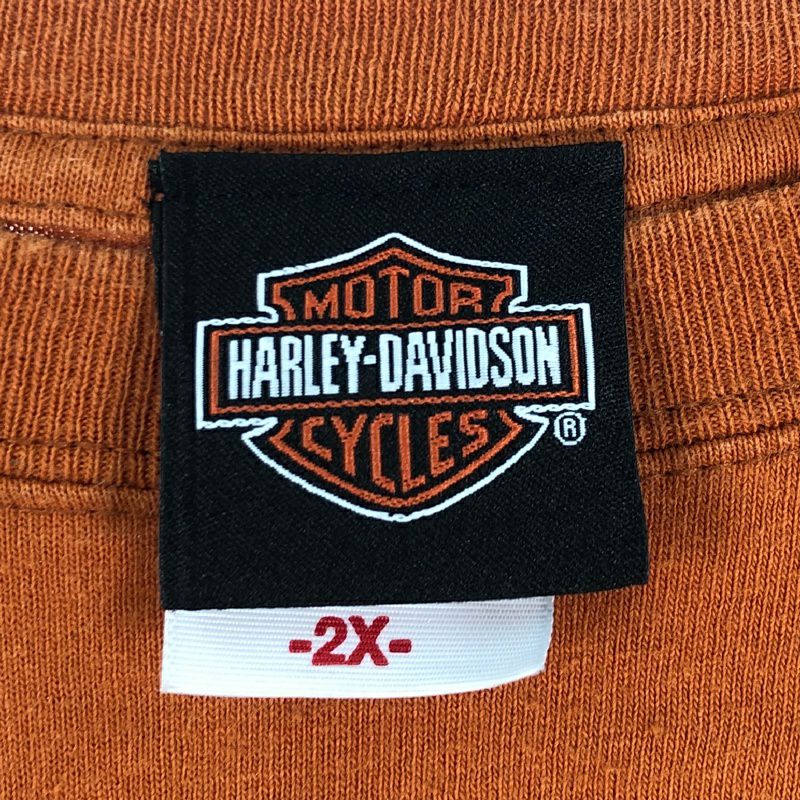 MOTOR
HARLEY-DAVIDSON
CYCLES ®
-2X-